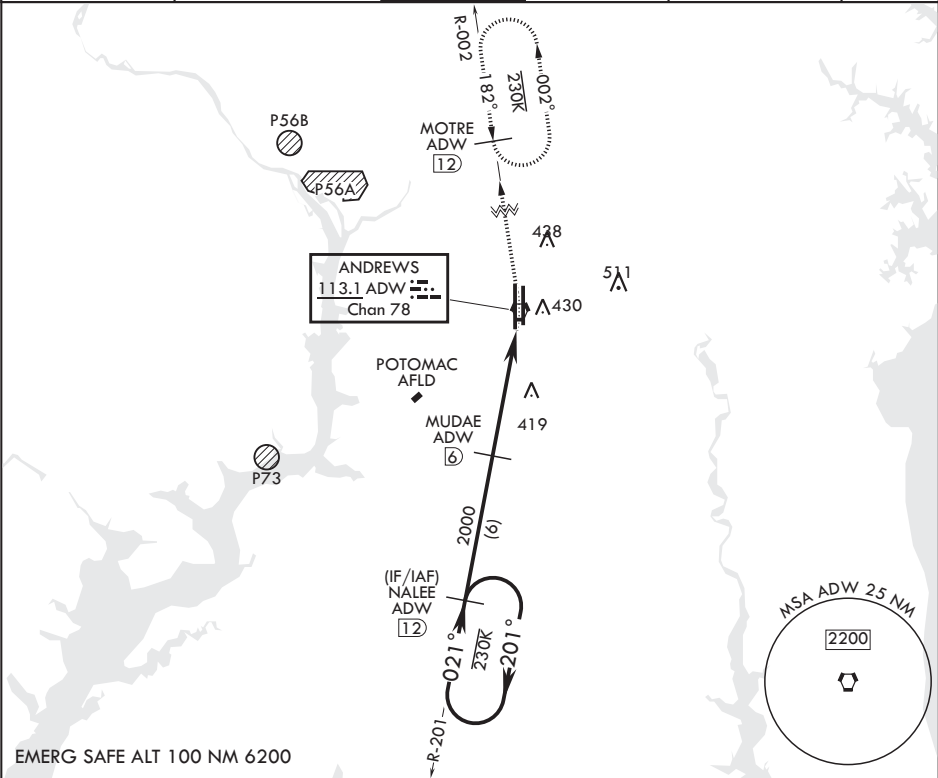 R-002
182°
230K
002°
MOTRE
ADW
12
P56B
P56A
438
511
ANDREWS
113.1 ADW
Chan 78
430
POTOMAC
AFLD
419
MUDAE
ADW
6
P73
2000
(6)
(IF/IAF)
NALEE
ADW
12
021°
230K
201°
R-201
MSA ADW 25 NM
2200
EMERG SAFE ALT 100 NM 6200